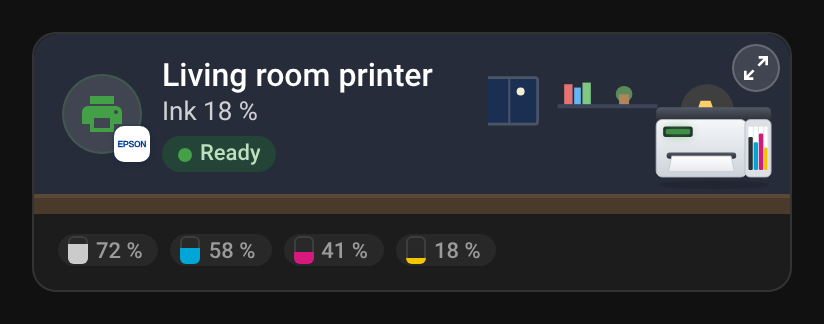 Living room printer
Ink 18 %
EPSON
Ready
72 %
58 %
41 %
18 %